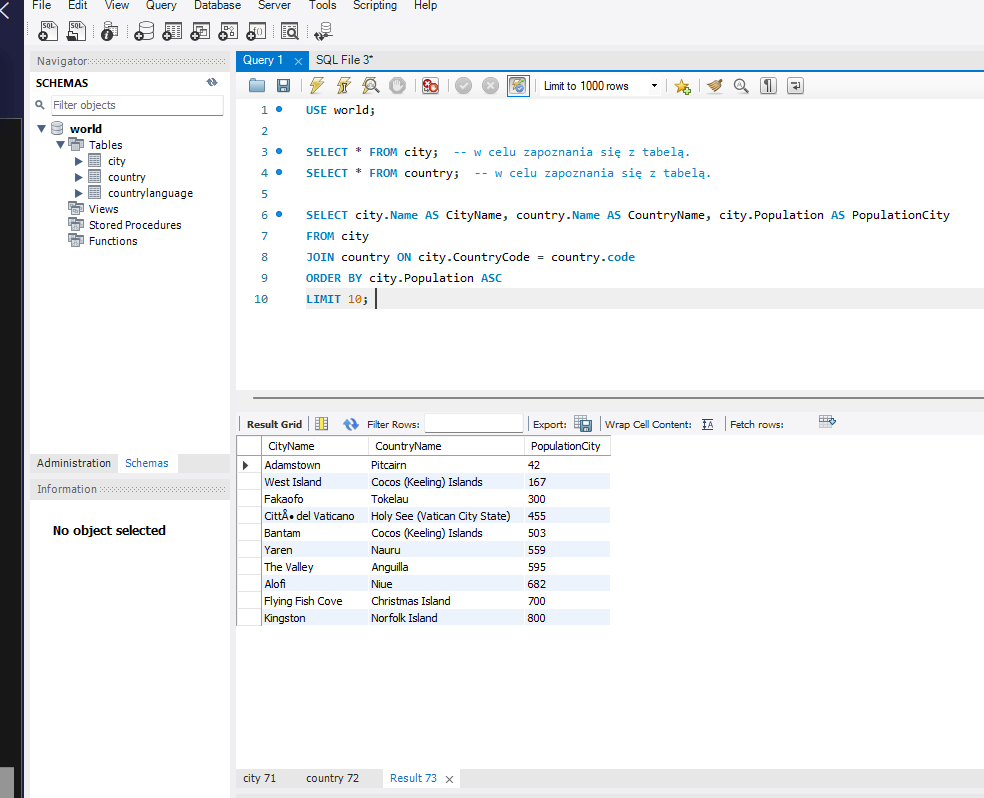 File Edit View Query Database Server Tools Scripting Help
Navigator
SCHEMAS
Filter objects
world
Tables
city
country
countrylanguage
Views
Stored Procedures
Functions
Administration Schemas
Information
No object selected
Query 1 SQL File 3*
Limit to 1000 rows
1 USE world;
2
3 SELECT * FROM city;  -- w celu zapoznania się z tabelą.
4 SELECT * FROM country;  -- w celu zapoznania się z tabelą.
5
6 SELECT city.Name AS CityName, country.Name AS CountryName, city.Population AS PopulationCity
7 FROM city
8 JOIN country ON city.CountryCode = country.code
9 ORDER BY city.Population ASC
10 LIMIT 10;
Result Grid Filter Rows: Export: Wrap Cell Content: Fetch rows:
CityName CountryName PopulationCity
Adamstown Pitcairn 42
West Island Cocos (Keeling) Islands 167
Fakaofo Tokelau 300
CittÅ• del Vaticano Holy See (Vatican City State) 455
Bantam Cocos (Keeling) Islands 503
Yaren Nauru 559
The Valley Anguilla 595
Alofi Niue 682
Flying Fish Cove Christmas Island 700
Kingston Norfolk Island 800
city 71 country 72 Result 73